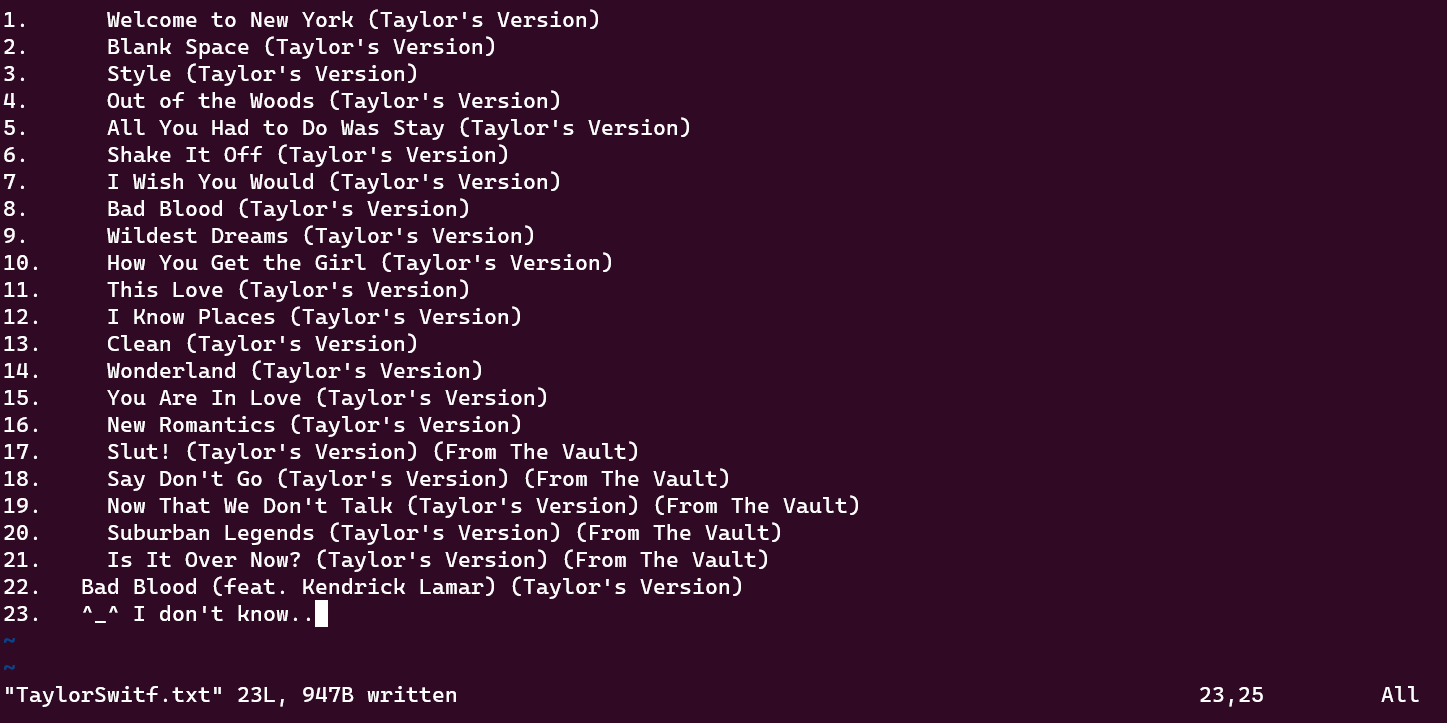 1.      Welcome to New York (Taylor's Version)
2.      Blank Space (Taylor's Version)
3.      Style (Taylor's Version)
4.      Out of the Woods (Taylor's Version)
5.      All You Had to Do Was Stay (Taylor's Version)
6.      Shake It Off (Taylor's Version)
7.      I Wish You Would (Taylor's Version)
8.      Bad Blood (Taylor's Version)
9.      Wildest Dreams (Taylor's Version)
10.     How You Get the Girl (Taylor's Version)
11.     This Love (Taylor's Version)
12.     I Know Places (Taylor's Version)
13.     Clean (Taylor's Version)
14.     Wonderland (Taylor's Version)
15.     You Are In Love (Taylor's Version)
16.     New Romantics (Taylor's Version)
17.     Slut! (Taylor's Version) (From The Vault)
18.     Say Don't Go (Taylor's Version) (From The Vault)
19.     Now That We Don't Talk (Taylor's Version) (From The Vault)
20.     Suburban Legends (Taylor's Version) (From The Vault)
21.     Is It Over Now? (Taylor's Version) (From The Vault)
22.   Bad Blood (feat. Kendrick Lamar) (Taylor's Version)
23.   ^_^ I don't know..
~
~
"TaylorSwitf.txt" 23L, 947B written 23,25 All